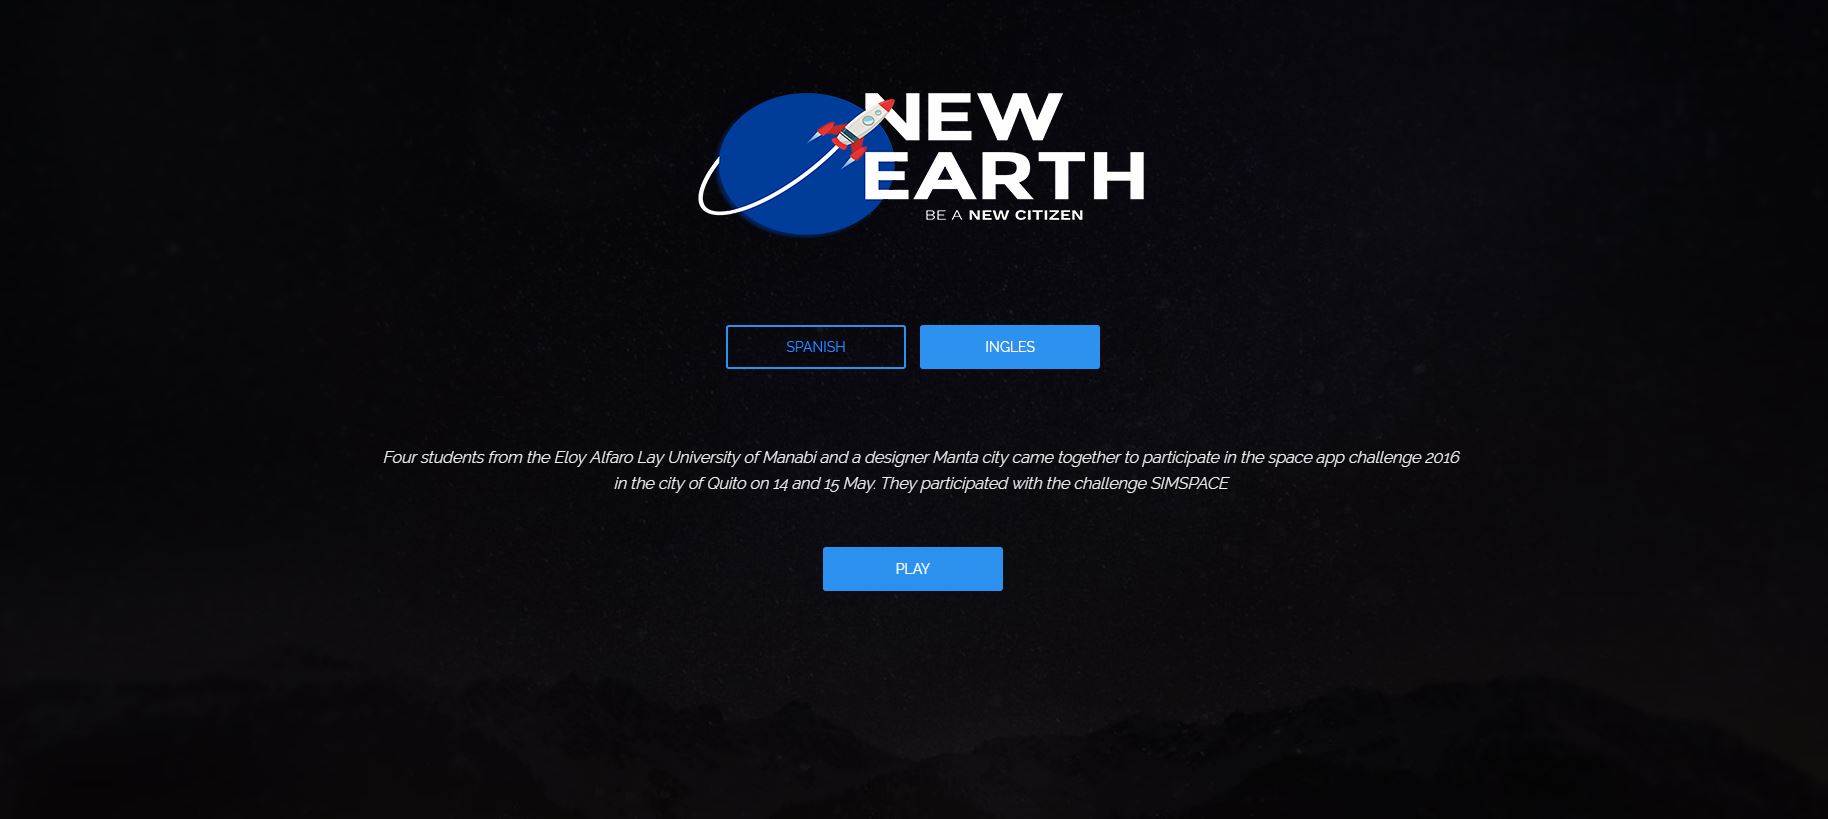 NEW
EARTH
BE A NEW CITIZEN
SPANISH INGLES
Four students from the Eloy Alfaro Lay University of Manabi and a designer Manta city came together to participate in the space app challenge 2016
in the city of Quito on 14 and 15 May. They participated with the challenge SIMSPACE
PLAY